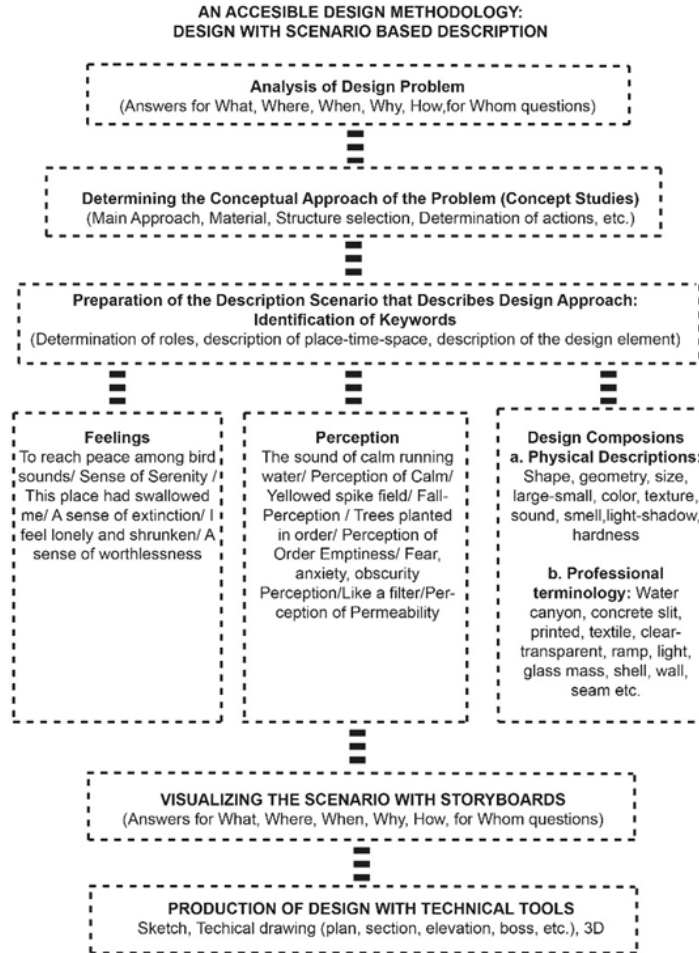 AN ACCESIBLE DESIGN METHODOLOGY:
DESIGN WITH SCENARIO BASED DESCRIPTION
Analysis of Design Problem
(Answers for What, Where, When, Why, How,for Whom questions)
Determining the Conceptual Approach of the Problem (Concept Studies)
(Main Approach, Material, Structure selection, Determination of actions, etc.)
Preparation of the Description Scenario that Describes Design Approach:
Identification of Keywords
(Determination of roles, description of place-time-space, description of the design element)
Feelings
To reach peace among bird
sounds/ Sense of Serenity /
This place had swallowed
me/ A sense of extinction/ I
feel lonely and shrunken/ A
sense of worthlessness
Perception
The sound of calm running
water/ Perception of Calm/
Yellowed spike field/ Fall-
Perception / Trees planted
in order/ Perception of
Order Emptiness/ Fear,
anxiety, obscurity
Perception/Like a filter/Per-
ception of Permeability
Design Composions
a. Physical Descriptions:
Shape, geometry, size,
large-small, color, texture,
sound, smell,light-shadow,
hardness
b. Professional
terminology: Water
canyon, concrete slit,
printed, textile, clear-
transparent, ramp, light,
glass mass, shell, wall,
seam etc.
VISUALIZING THE SCENARIO WITH STORYBOARDS
(Answers for What, Where, When, Why, How, for Whom questions)
PRODUCTION OF DESIGN WITH TECHNICAL TOOLS
Sketch, Techical drawing (plan, section, elevation, boss, etc.), 3D